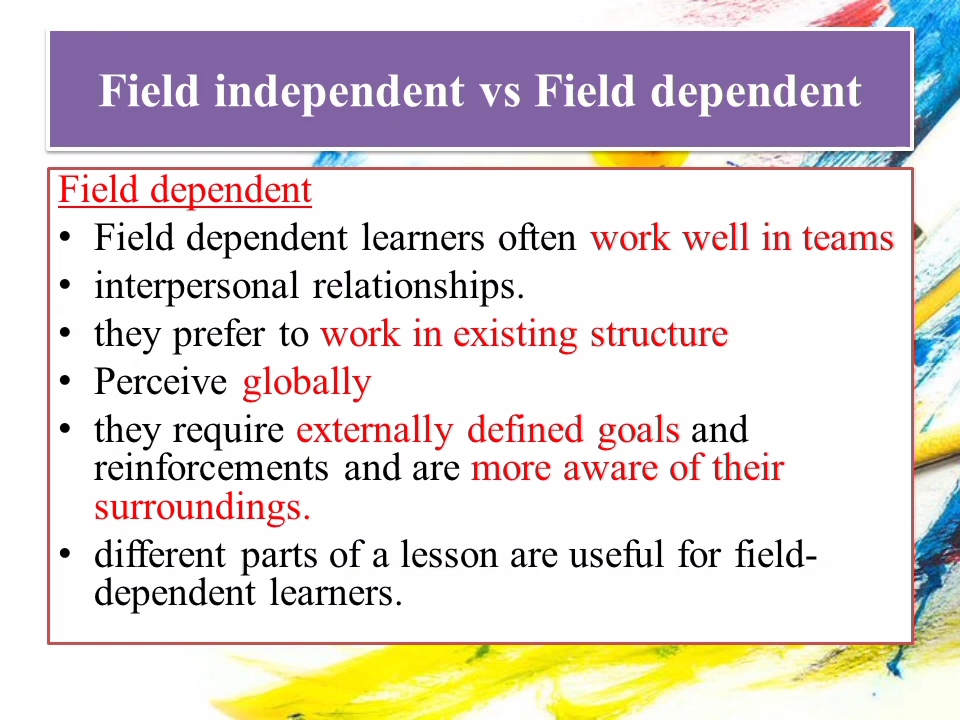 Field independent vs Field dependent
Field dependent
• Field dependent learners often work well in teams
• interpersonal relationships.
• they prefer to work in existing structure
• Perceive globally
• they require externally defined goals and
reinforcements and are more aware of their
surroundings.
• different parts of a lesson are useful for field-
dependent learners.